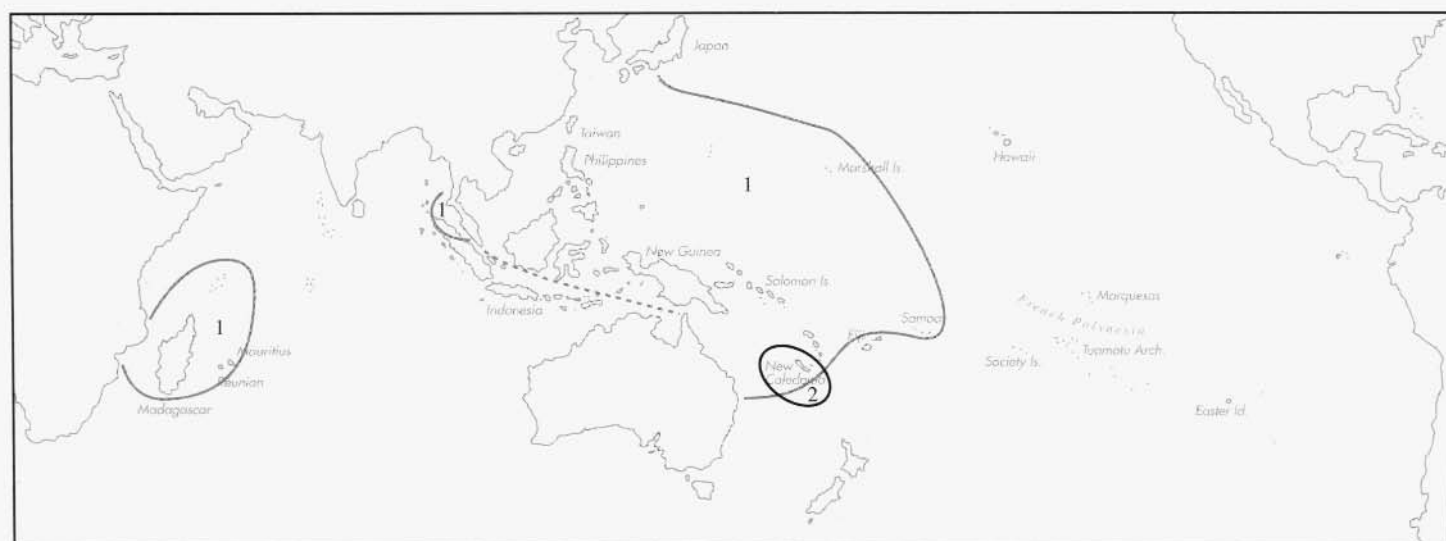 Japan
Taiwan
Philippines
Hawaii
Marshall Is.
1
1
New Guinea
Solomon Is.
Indonesia
Marquesas
French Polynesia
Samoa
1
Mauritius
Reunian
Madagascar
New
Caledonia
2
Society Is.
Tuamotu Arch
Easter Id.